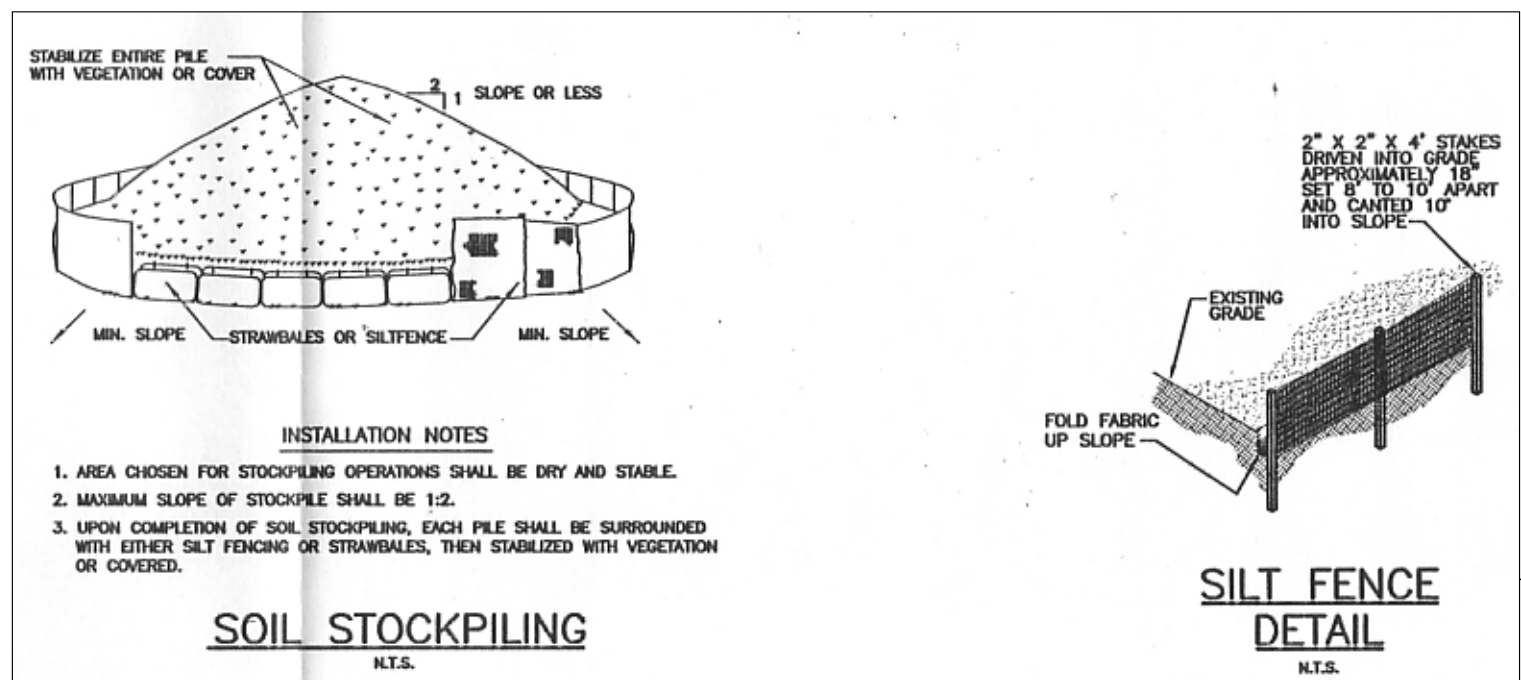 STABILIZE ENTIRE PILE
WITH VEGETATION OR COVER
2
1 SLOPE OR LESS
MIN. SLOPE
STRAWBALES OR SILTFENCE
MIN. SLOPE
INSTALLATION NOTES
1. AREA CHOSEN FOR STOCKPILING OPERATIONS SHALL BE DRY AND STABLE.
2. MAXIMUM SLOPE OF STOCKPILE SHALL BE 1:2.
3. UPON COMPLETION OF SOIL STOCKPILING, EACH PILE SHALL BE SURROUNDED
WITH EITHER SILT FENCING OR STRAWBALES, THEN STABILIZED WITH VEGETATION
OR COVERED.
SOIL STOCKPILING
N.T.S.
2" X 2" X 4' STAKES
DRIVEN INTO GRADE
APPROXIMATELY 18"
SET 8' TO 10' APART
AND CANTED 10°
INTO SLOPE
EXISTING
GRADE
FOLD FABRIC
UP SLOPE
SILT FENCE
DETAIL
N.T.S.